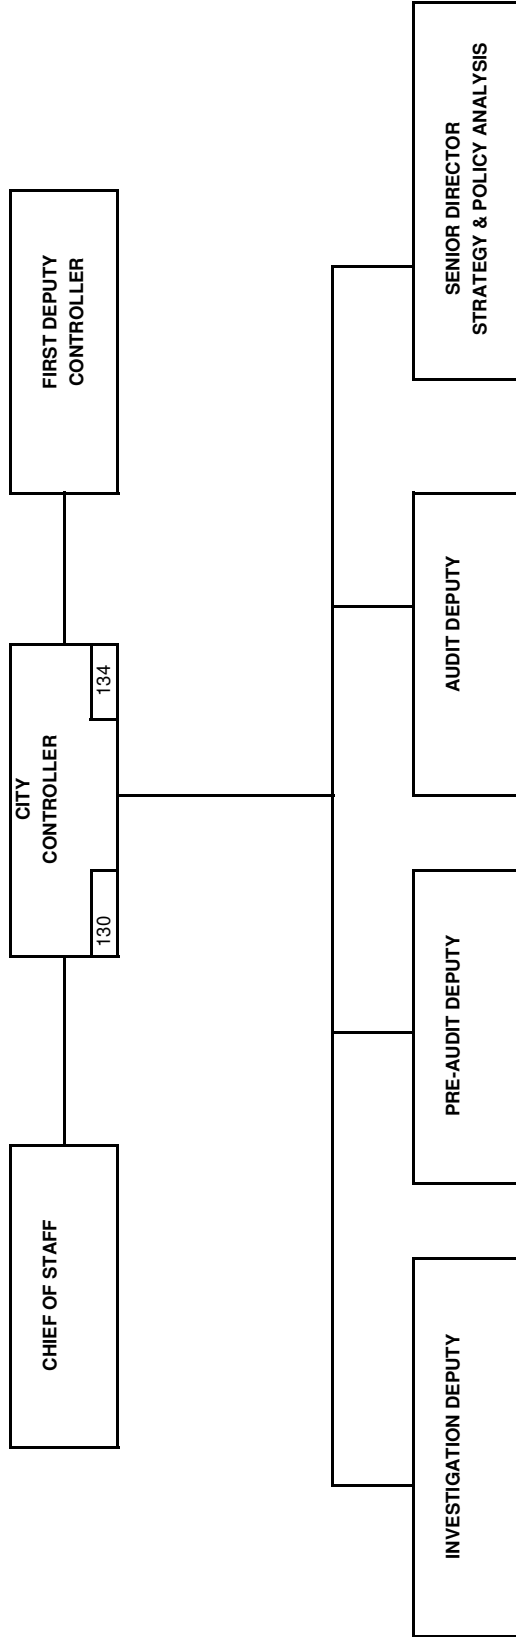 CHIEF OF STAFF
CITY
CONTROLLER
130
134
FIRST DEPUTY
CONTROLLER
INVESTIGATION DEPUTY
PRE-AUDIT DEPUTY
AUDIT DEPUTY
SENIOR DIRECTOR
STRATEGY & POLICY ANALYSIS